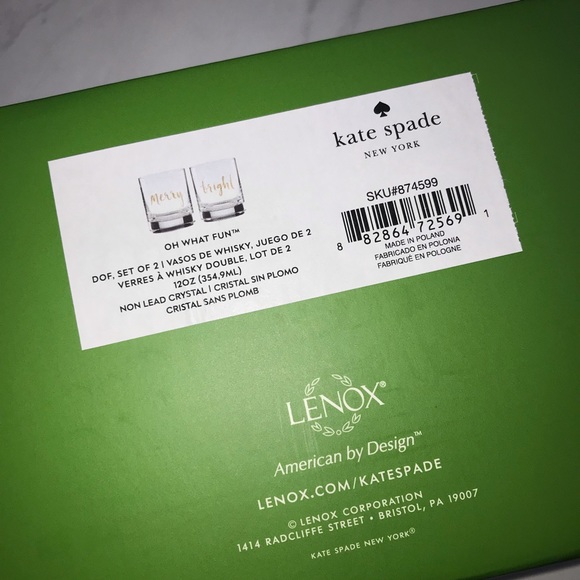 merry
bright
OH WHAT FUN™
DOF, SET OF 2 | VASOS DE WHISKY, JUEGO DE 2
VERRES À WHISKY DOUBLE, LOT DE 2
12OZ (354,9ML)
NON LEAD CRYSTAL | CRISTAL SIN PLOMO
CRISTAL SANS PLOMB
kate spade
NEW YORK
SKU#874599
8 82864 72569 1
MADE IN POLAND
FABRICADO EN POLONIA
FABRIQUÉ EN POLOGNE
LENOX®
American by Design™
LENOX.COM/KATESPADE
© LENOX CORPORATION
1414 RADCLIFFE STREET • BRISTOL, PA 19007
KATE SPADE NEW YORK®